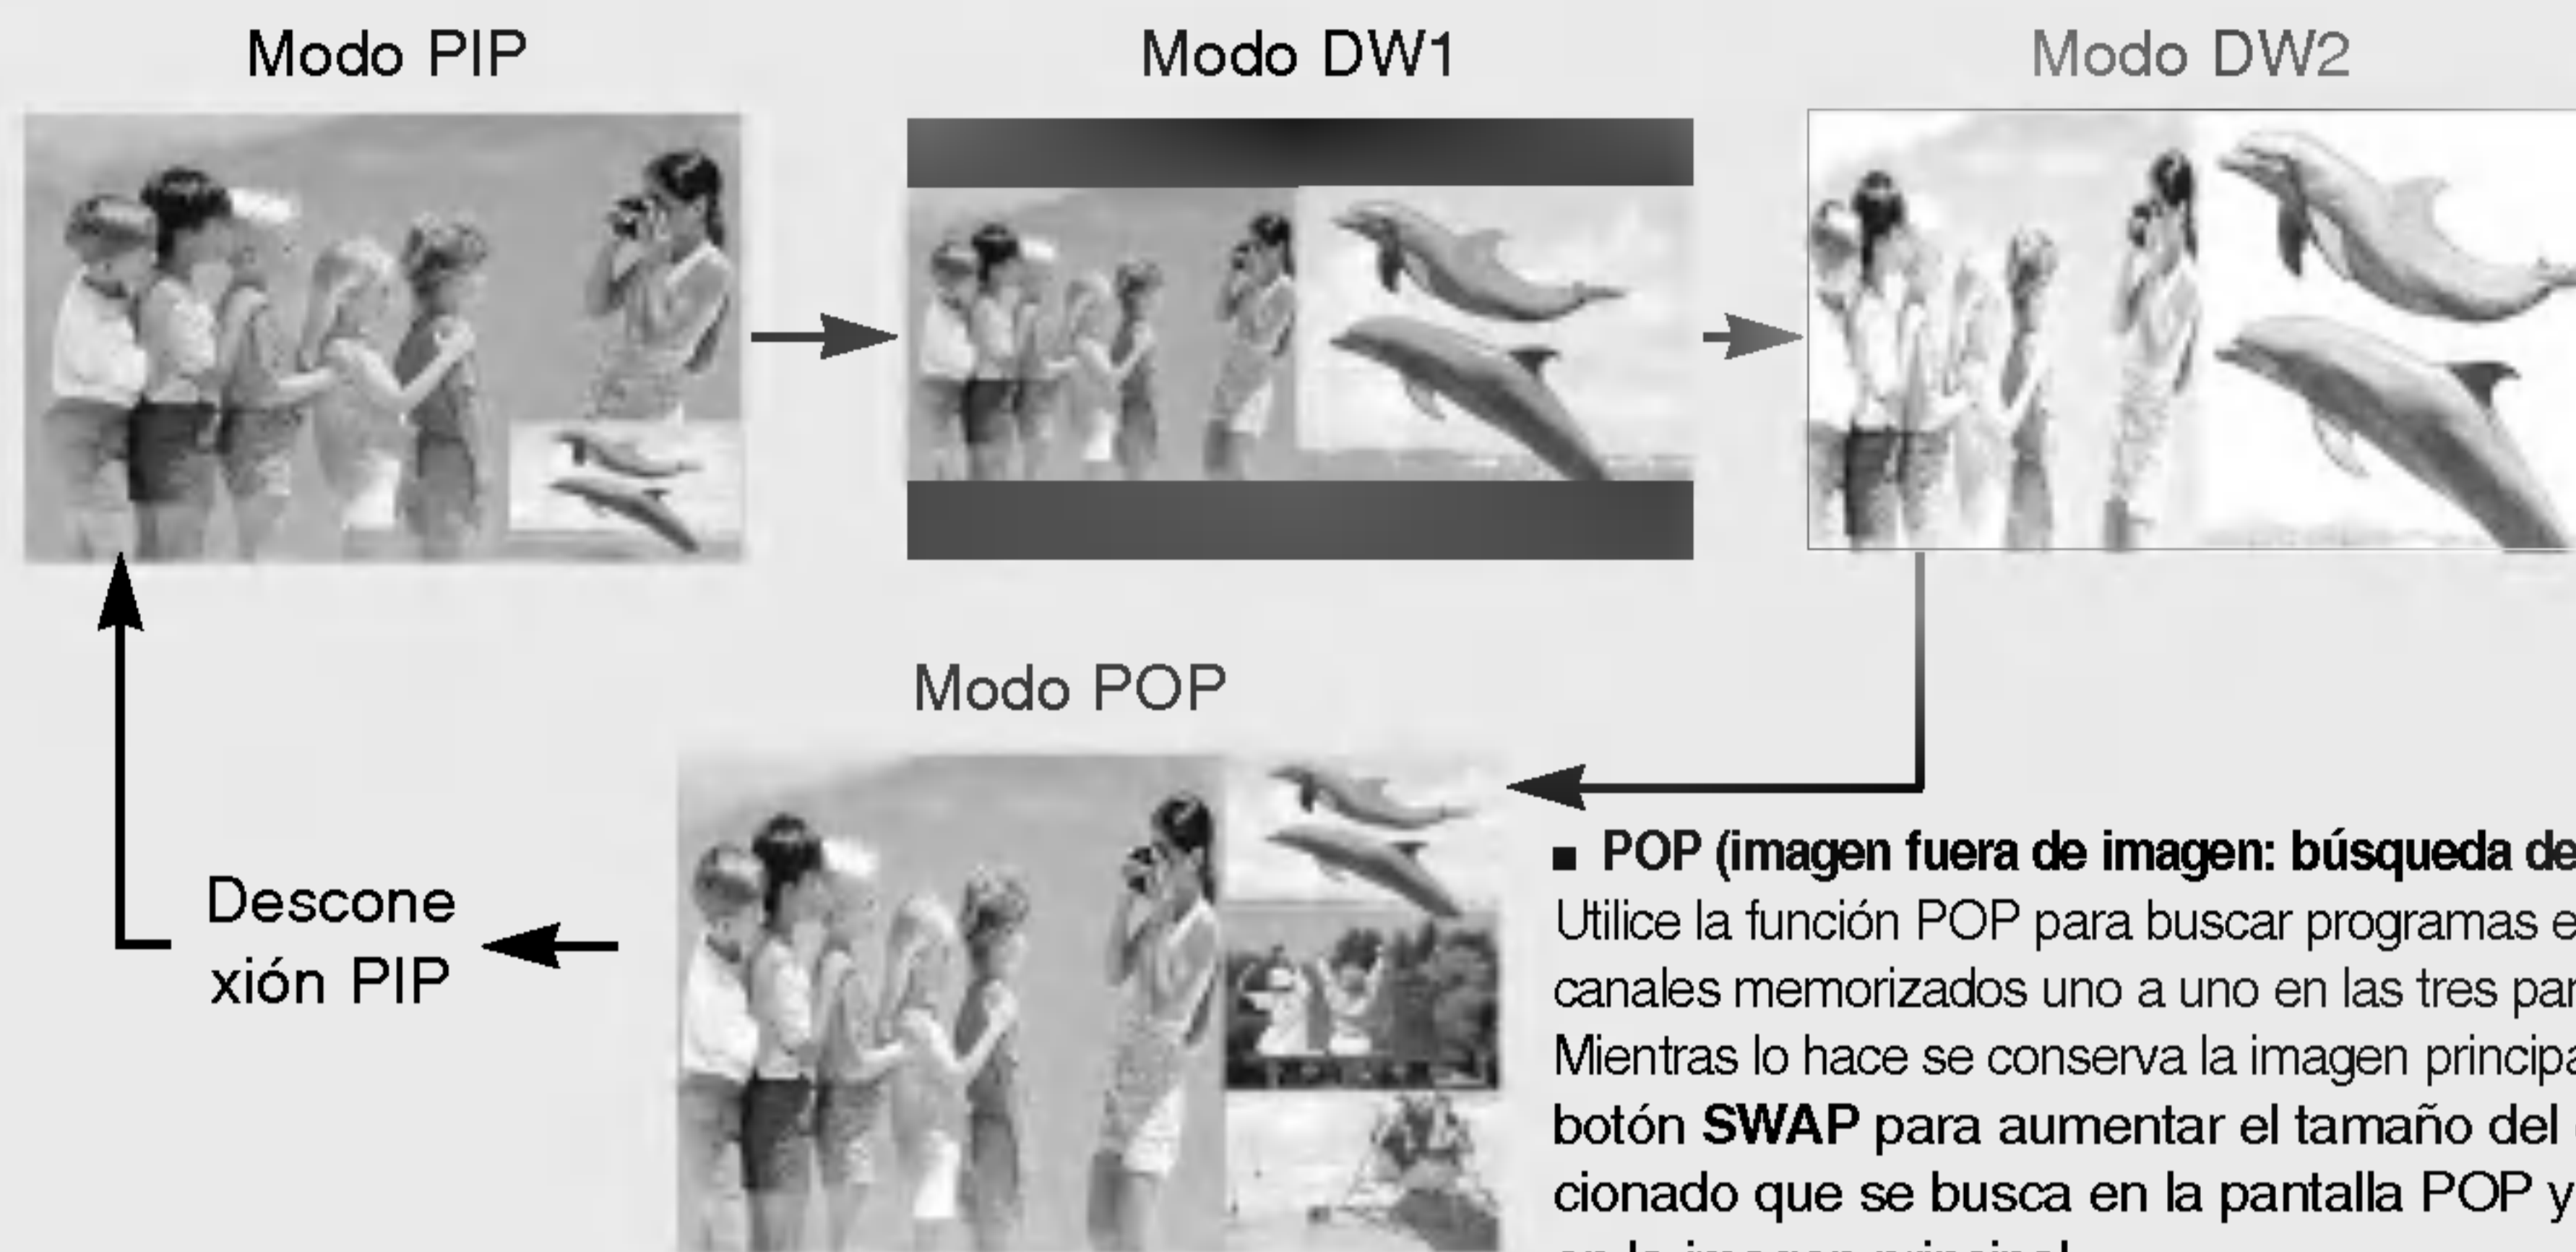 Modo PIP
Modo DW1
Modo DW2
Modo POP
Descone
xión PIP
■ POP (imagen fuera de imagen: búsqueda de
Utilice la función POP para buscar programas
canales memorizados uno a uno en las tres
Mientras lo hace se conserva la imagen
botón SWAP para aumentar el tamaño del
cionado que se busca en la pantalla POP y